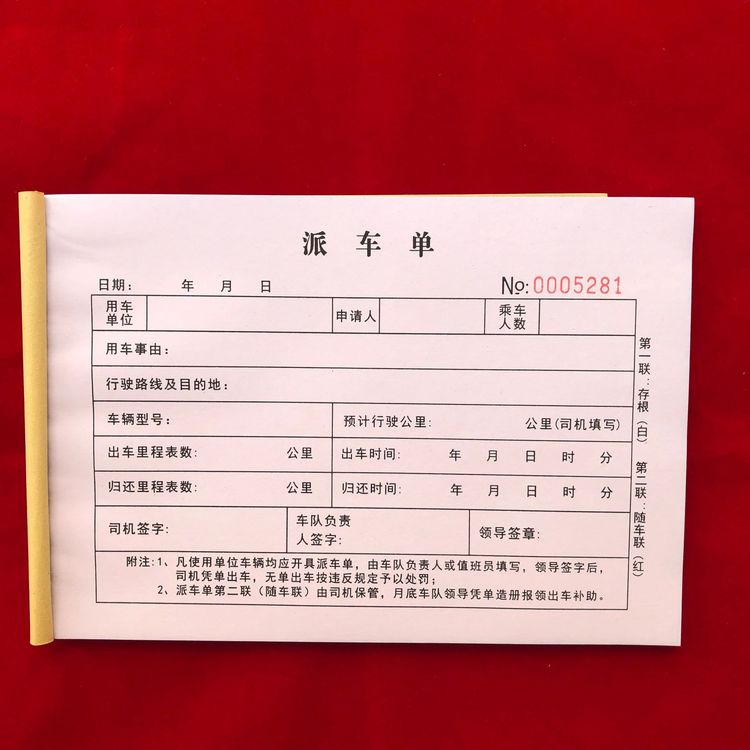 派车单
日期： 年 月 日 No:0005281
用车单位 申请人 乘车人数
用车事由：
行驶路线及目的地：
车辆型号： 预计行驶公里: 公里(司机填写)
出车里程表数: 公里 出车时间: 年 月 日 时 分
归还里程表数: 公里 归还时间: 年 月 日 时 分
司机签字: 车队负责人签字: 领导签章:
附注:1、凡使用单位车辆均应开具派车单，由车队负责人或值班员填写，领导签字后，
司机凭单出车，无单出车按违反规定予以处罚；
2、派车单第二联（随车联）由司机保管，月底车队领导凭单造册报领出车补助。
第一联：存根（白） 第二联：随车联（红）